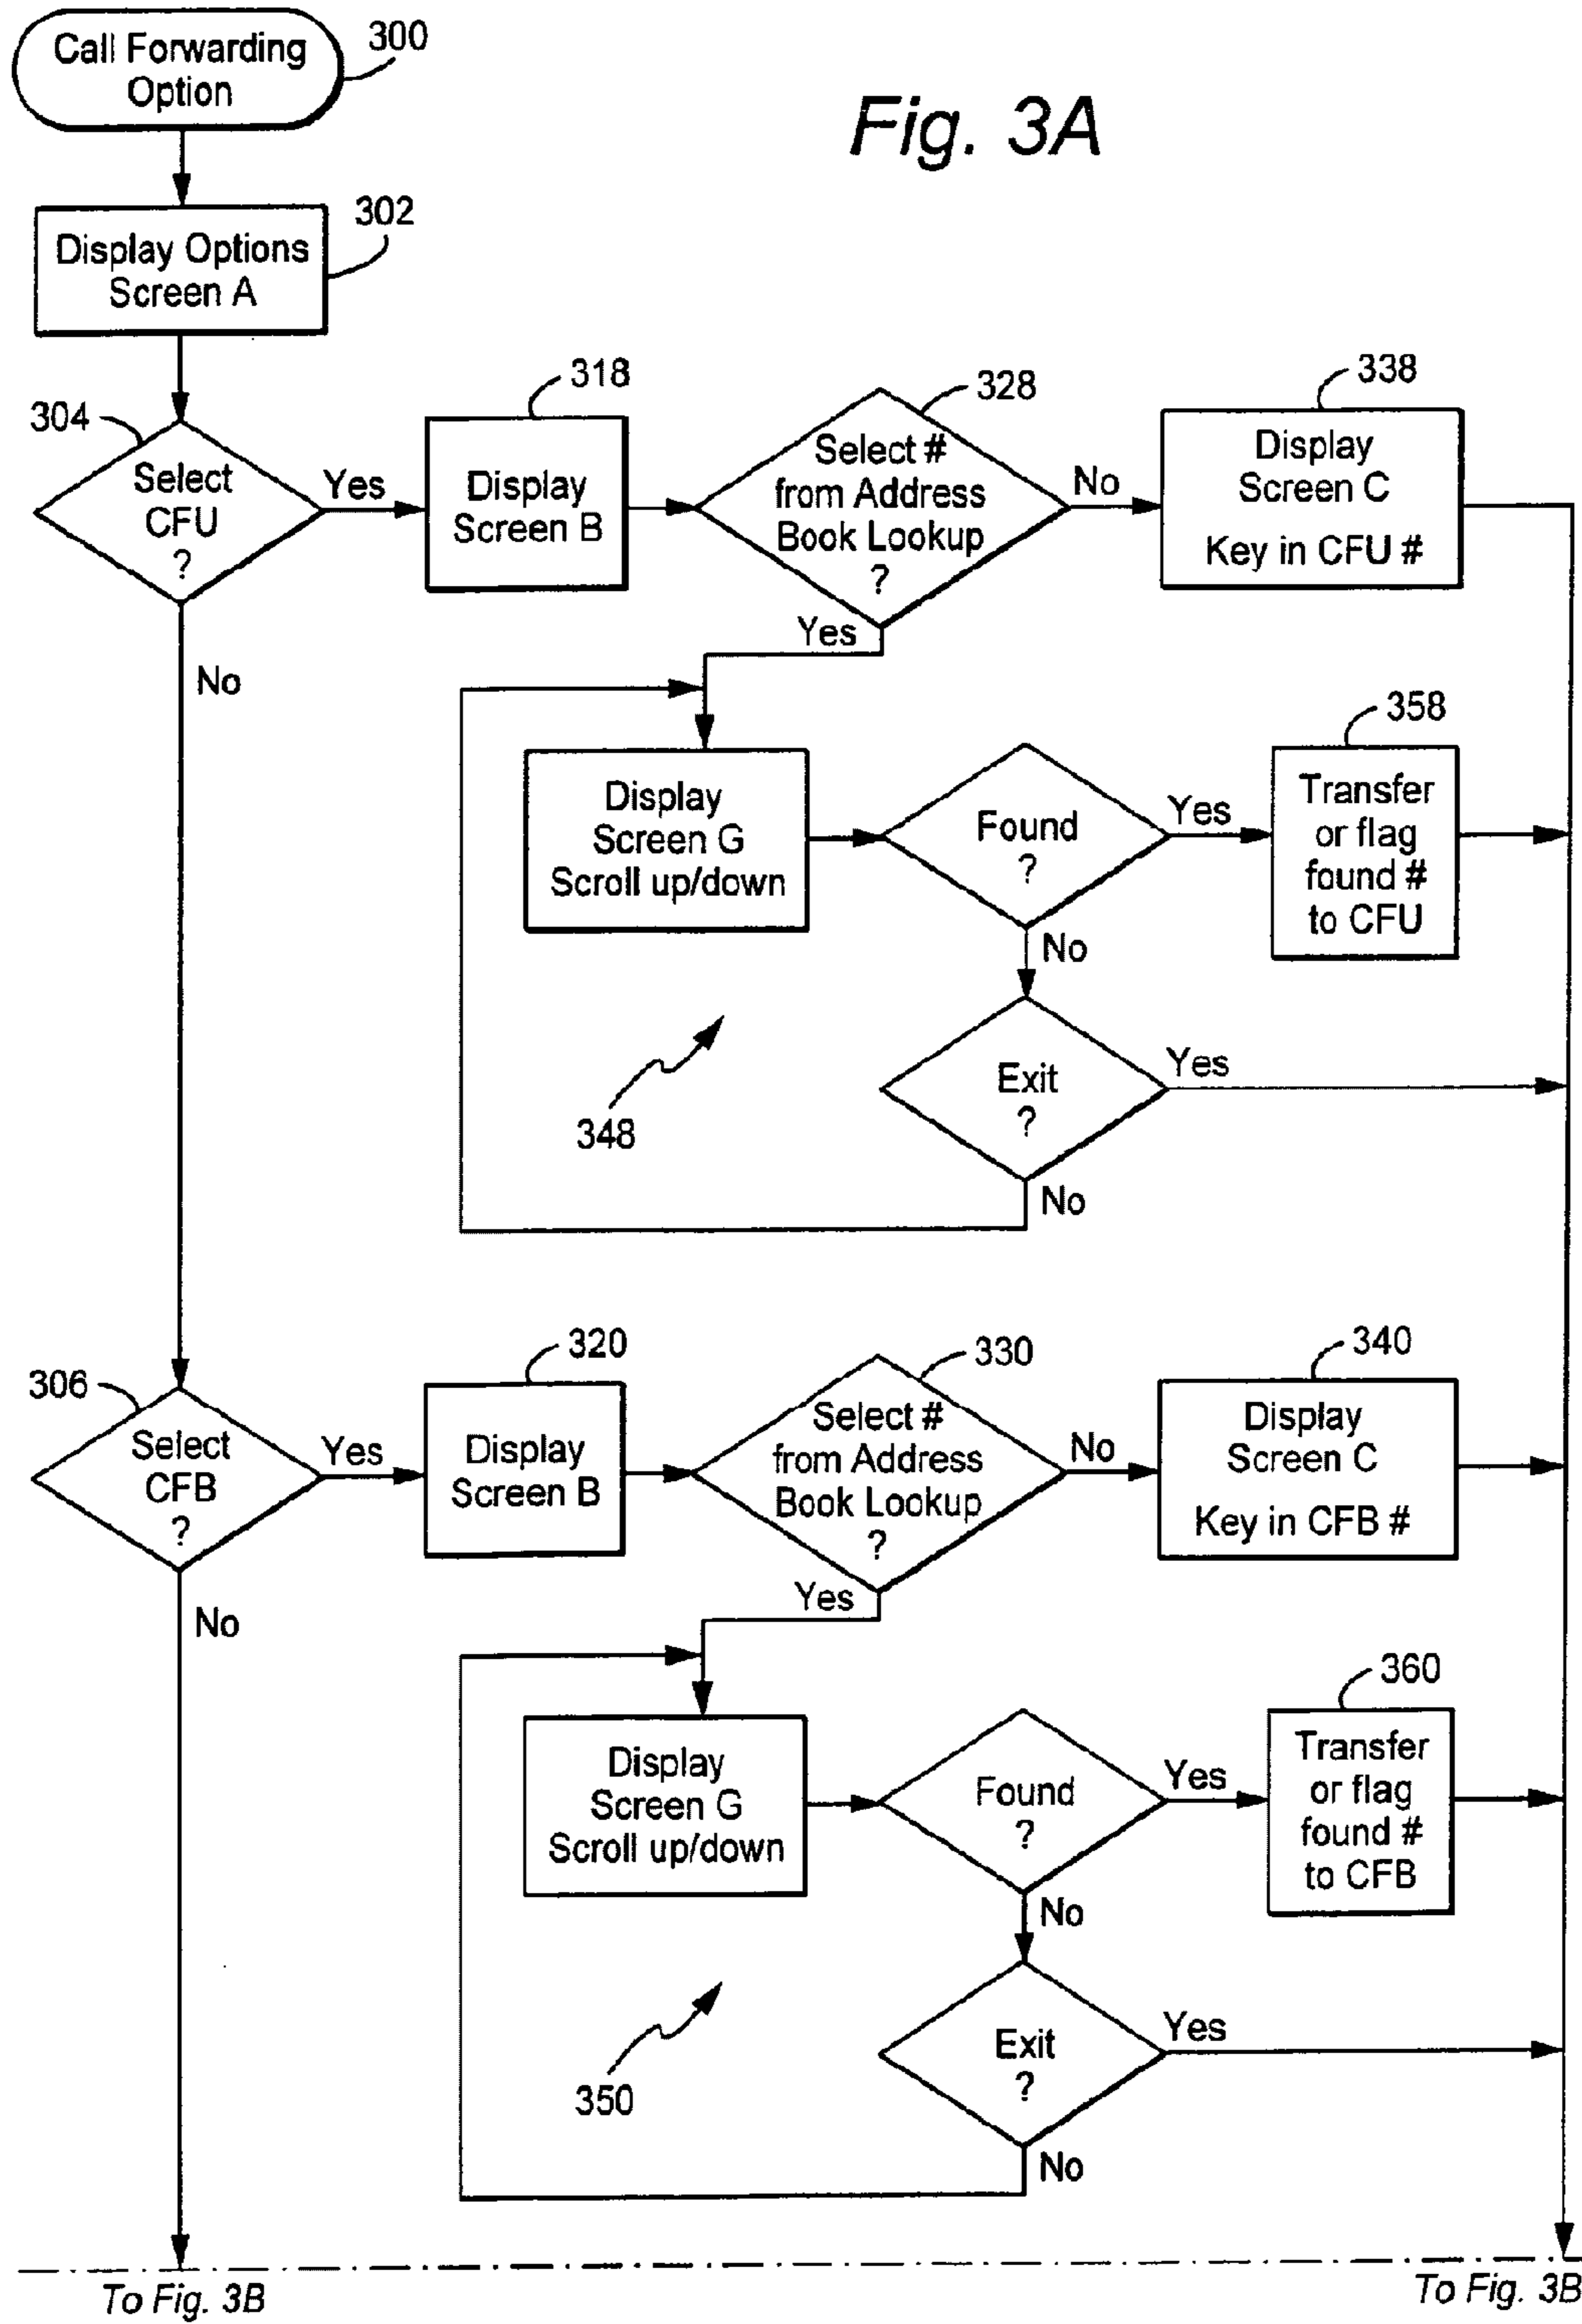 Call Forwarding
Option
300
Fig. 3A
302
Display Options
Screen A
304
Select
CFU
?
Yes
No
318
Display
Screen B
328
Select #
from Address
Book Lookup
?
No
Yes
338
Display
Screen C
Key in CFU #
Display
Screen G
Scroll up/down
Found
?
Yes
No
358
Transfer
or flag
found #
to CFU
Exit
?
Yes
No
348
306
Select
CFB
?
Yes
No
320
Display
Screen B
330
Select #
from Address
Book Lookup
?
No
Yes
340
Display
Screen C
Key in CFB #
Display
Screen G
Scroll up/down
Found
?
Yes
No
360
Transfer
or flag
found #
to CFB
Exit
?
Yes
No
350
To Fig. 3B
To Fig. 3B